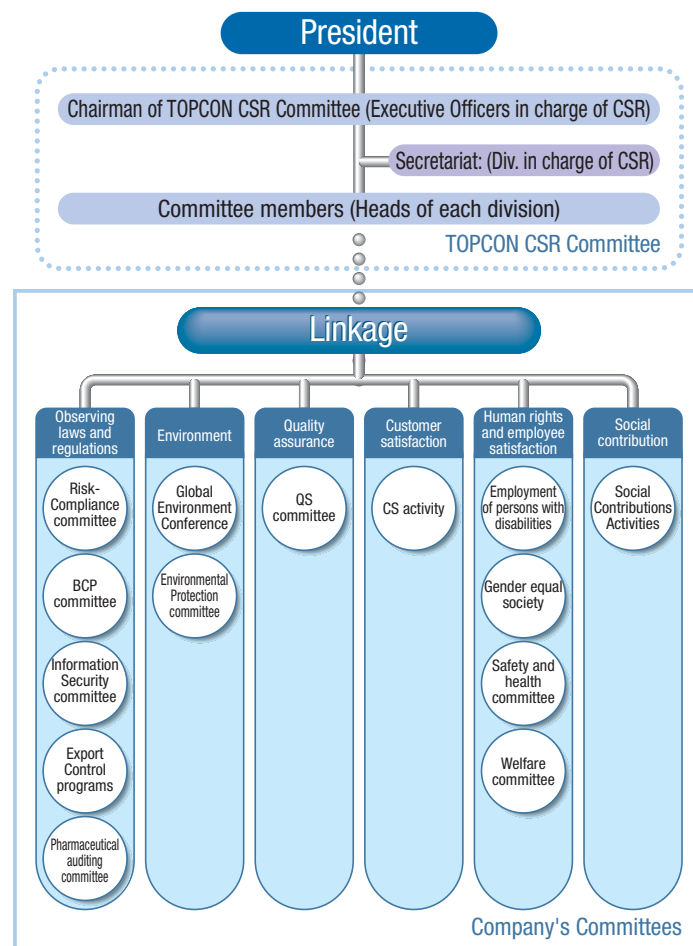 President
Chairman of TOPCON CSR Committee (Executive Officers in charge of CSR)
Secretariat: (Div. in charge of CSR)
Committee members (Heads of each division)
TOPCON CSR Committee
Linkage
Observing
laws and
regulations
Risk-
Compliance
committee
BCP
committee
Information
Security
committee
Export
Control
programs
Pharmaceutical
auditing
committee
Environment
Global
Environment
Conference
Environmental
Protection
committee
Quality
assurance
QS
committee
Customer
satisfaction
CS activity
Human rights
and employee
satisfaction
Employment
of persons with
disabilities
Gender equal
society
Safety and
health
committee
Welfare
committee
Social
contribution
Social
Contributions
Activities
Company's Committees